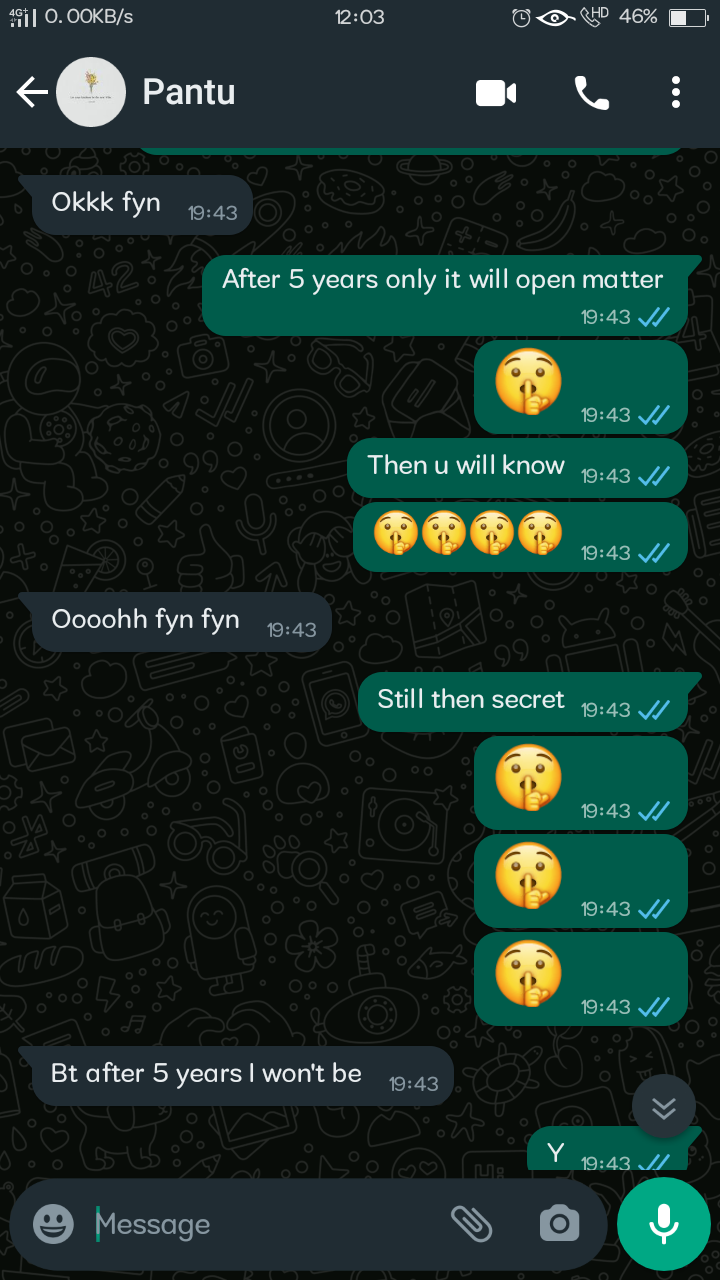 4G+ 0.00KB/s 12:03 HD 46%
Pantu
Okkk fyn 19:43
After 5 years only it will open matter
19:43
19:43
Then u will know 19:43
19:43
Oooohh fyn fyn 19:43
Still then secret 19:43
19:43
19:43
19:43
Bt after 5 years I won't be 19:43
Y 19:43
Message